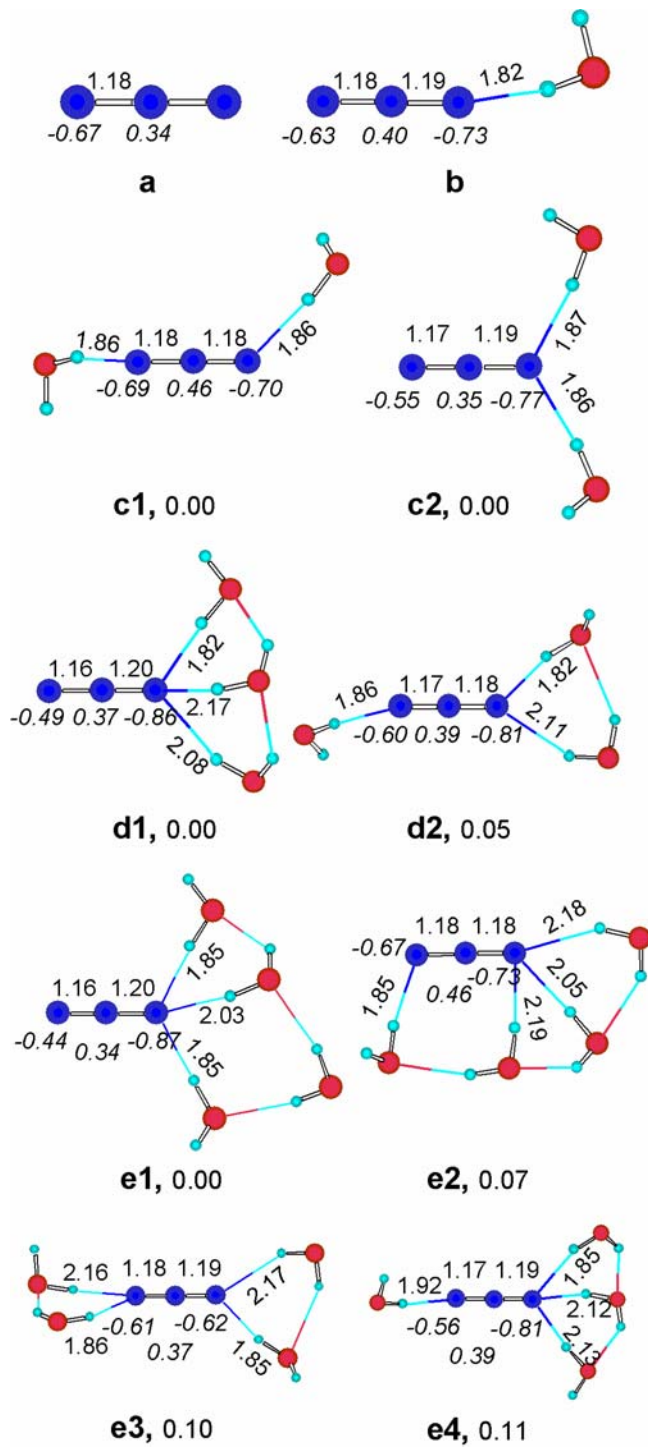 1.18
-0.67 0.34
a
1.18 1.19 1.82
-0.63 0.40 -0.73
b
1.86 1.18 1.18 1.86
-0.69 0.46 -0.70
c1, 0.00
1.17 1.19 1.87
-0.55 0.35 -0.77 1.86
c2, 0.00
1.16 1.20 1.82
-0.49 0.37 -0.86 2.17
2.08
d1, 0.00
1.86 1.17 1.18 1.82
-0.60 0.39 -0.81 2.11
d2, 0.05
1.16 1.20 1.85
-0.44 0.34 -0.87 2.03
1.85
e1, 0.00
-0.67 1.18 1.18 2.18
1.85 0.46 -0.73 2.05
2.19
e2, 0.07
2.16 1.18 1.19 2.17
-0.61 -0.62
1.86 0.37 1.85
e3, 0.10
1.92 1.17 1.19 1.85
-0.56 -0.81 2.12
0.39 2.13
e4, 0.11